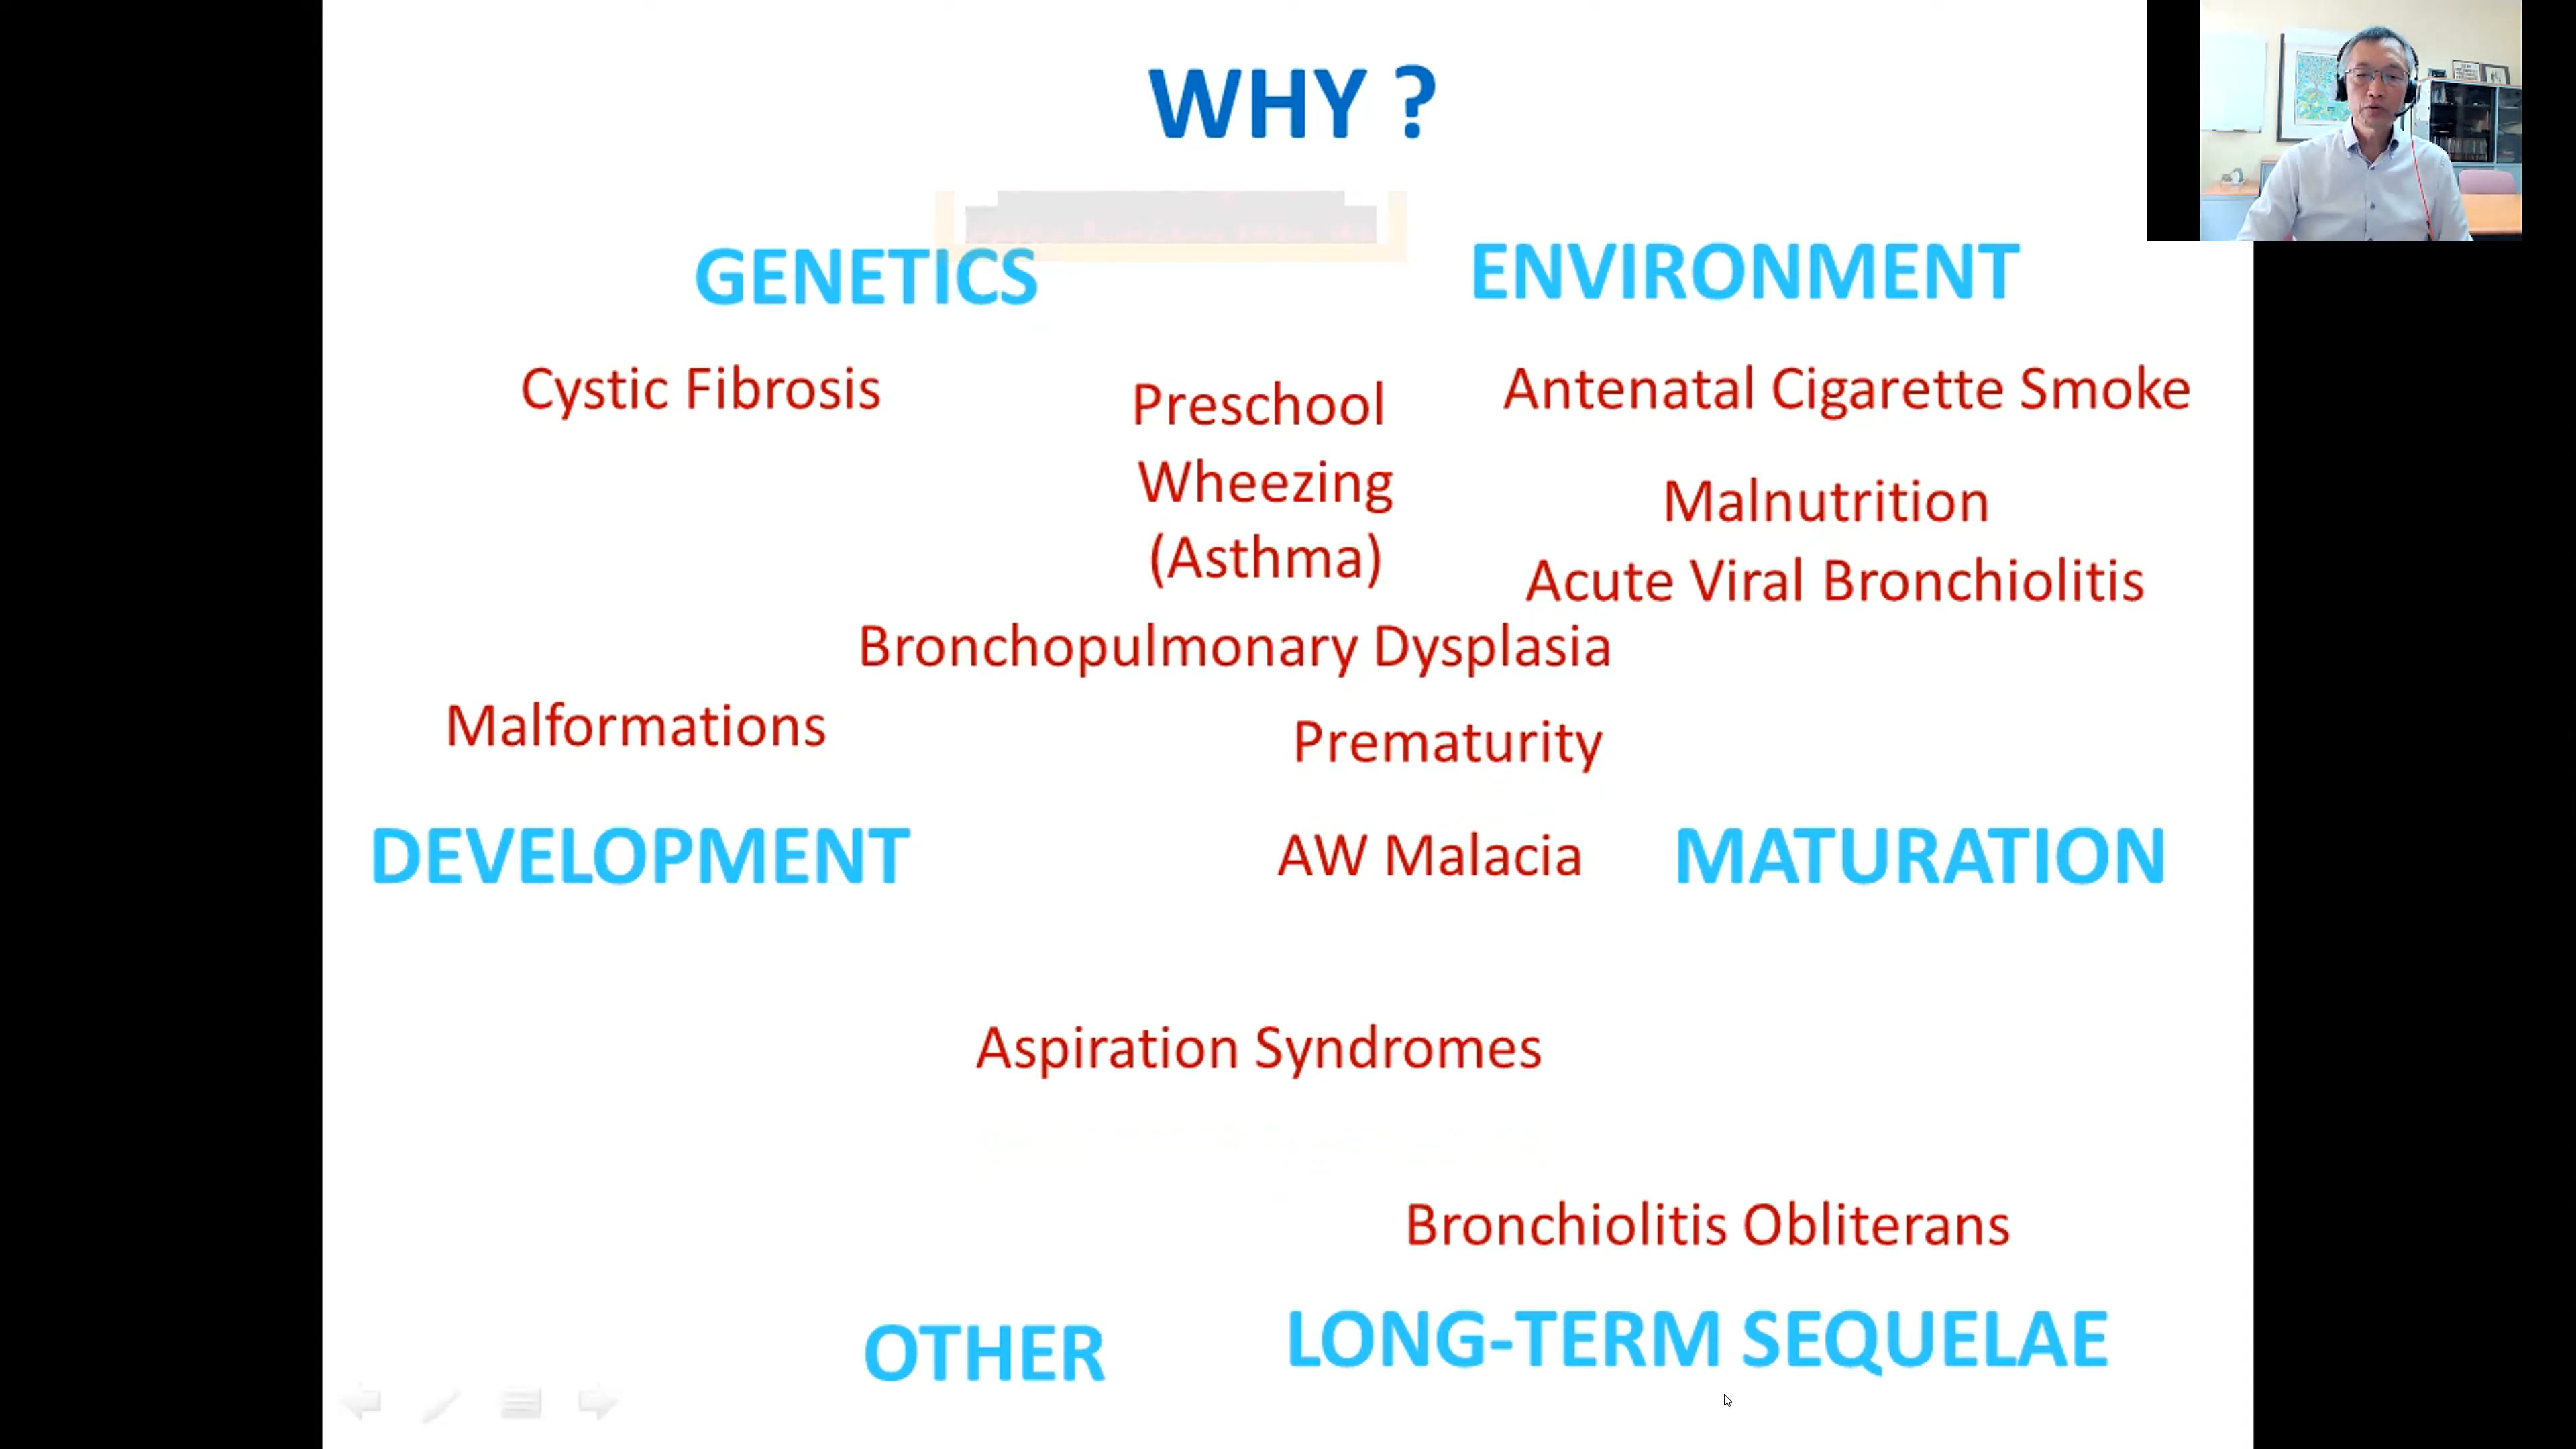 WHY ?
GENETICS
ENVIRONMENT
Cystic Fibrosis
Antenatal Cigarette Smoke
Preschool
Wheezing
(Asthma)
Malnutrition
Acute Viral Bronchiolitis
Bronchopulmonary Dysplasia
Malformations
Prematurity
DEVELOPMENT
AW Malacia
MATURATION
Aspiration Syndromes
Bronchiolitis Obliterans
OTHER
LONG-TERM SEQUELAE